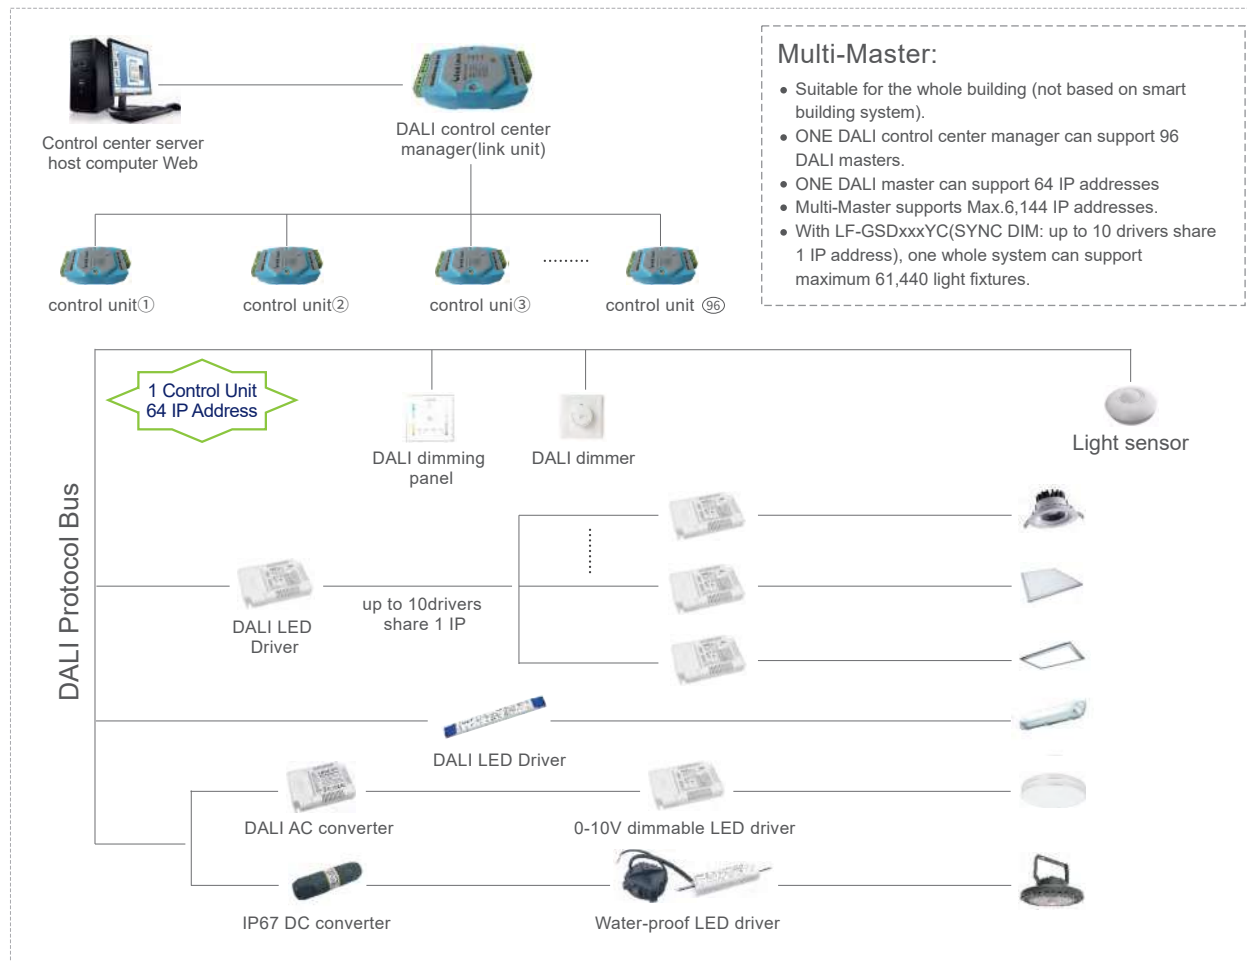 Control center server
host computer Web
DALI control center
manager(link unit)
Multi-Master:
• Suitable for the whole building (not based on smart
building system).
• ONE DALI control center manager can support 96
DALI masters.
• ONE DALI master can support 64 IP addresses
• Multi-Master supports Max.6,144 IP addresses.
• With LF-GSDxxxYC(SYNC DIM: up to 10 drivers share
1 IP address), one whole system can support
maximum 61,440 light fixtures.
control unit①
control unit②
control uni③
.........
control unit ㊾6
1 Control Unit
64 IP Address
DALI Protocol Bus
DALI dimming
panel
DALI dimmer
Light sensor
DALI LED
Driver
up to 10drivers
share 1 IP
DALI LED Driver
DALI AC converter
0-10V dimmable LED driver
IP67 DC converter
Water-proof LED driver